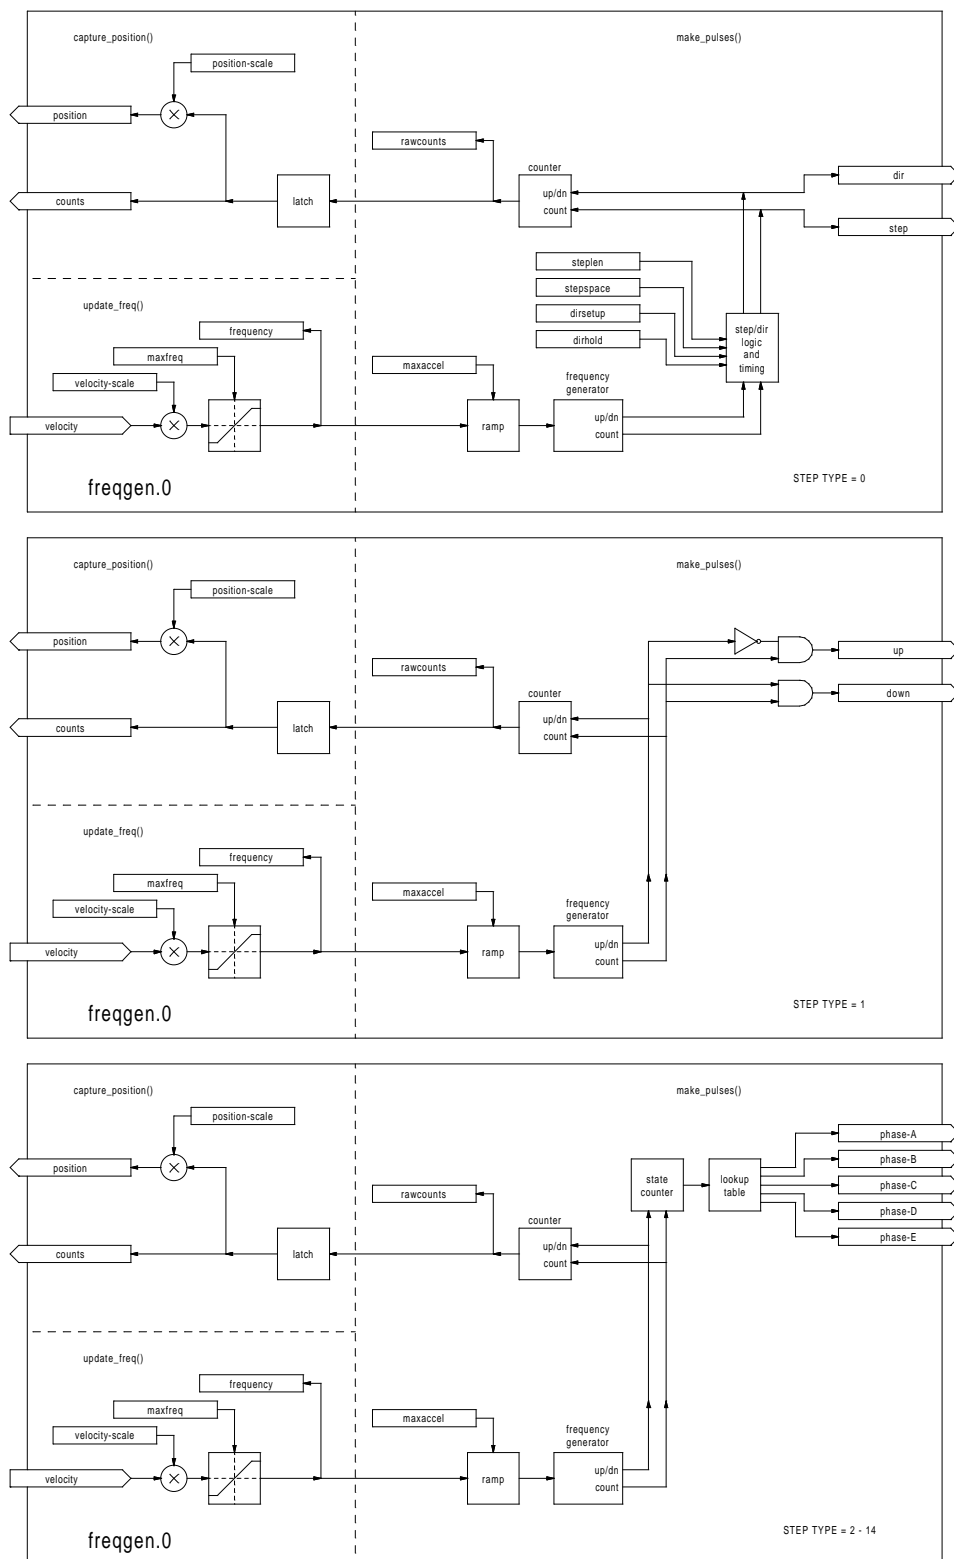 capture_position()
make_pulses()
position-scale
position
rawcounts
counter
up/dn
count
dir
counts
latch
step
steplen
stepspace
dirsetup
dirhold
step/dir
logic
and
timing
update_freq()
frequency
maxfreq
velocity-scale
maxaccel
frequency
generator
up/dn
count
velocity
ramp
freqgen.0
STEP TYPE = 0
capture_position()
make_pulses()
position-scale
position
up
rawcounts
down
counter
up/dn
count
counts
latch
update_freq()
frequency
maxfreq
velocity-scale
maxaccel
frequency
generator
up/dn
count
velocity
ramp
freqgen.0
STEP TYPE = 1
capture_position()
make_pulses()
position-scale
phase-A
phase-B
phase-C
phase-D
phase-E
position
state
counter
lookup
table
rawcounts
counter
up/dn
count
counts
latch
update_freq()
frequency
maxfreq
velocity-scale
maxaccel
frequency
generator
up/dn
count
velocity
ramp
freqgen.0
STEP TYPE = 2 - 14